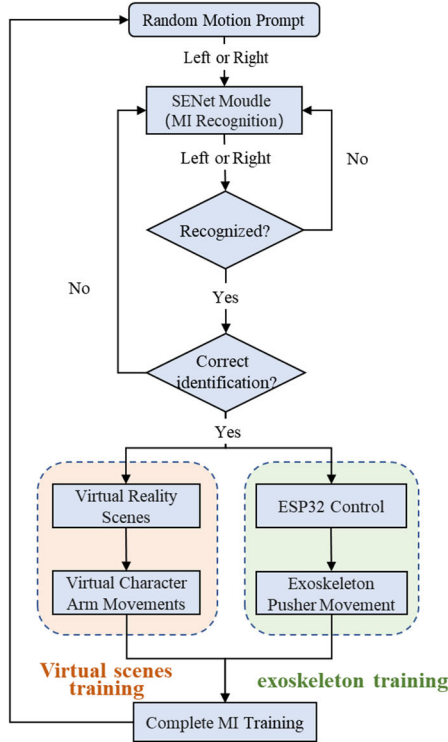 Random Motion Prompt
Left or Right
SENet Moudle
(MI Recognition)
Left or Right
No
Recognized?
Yes
No
Correct
identification?
Yes
Virtual Reality
Scenes
ESP32 Control
Virtual Character
Arm Movements
Exoskeleton
Pusher Movement
Virtual scenes
training
exoskeleton training
Complete MI Training